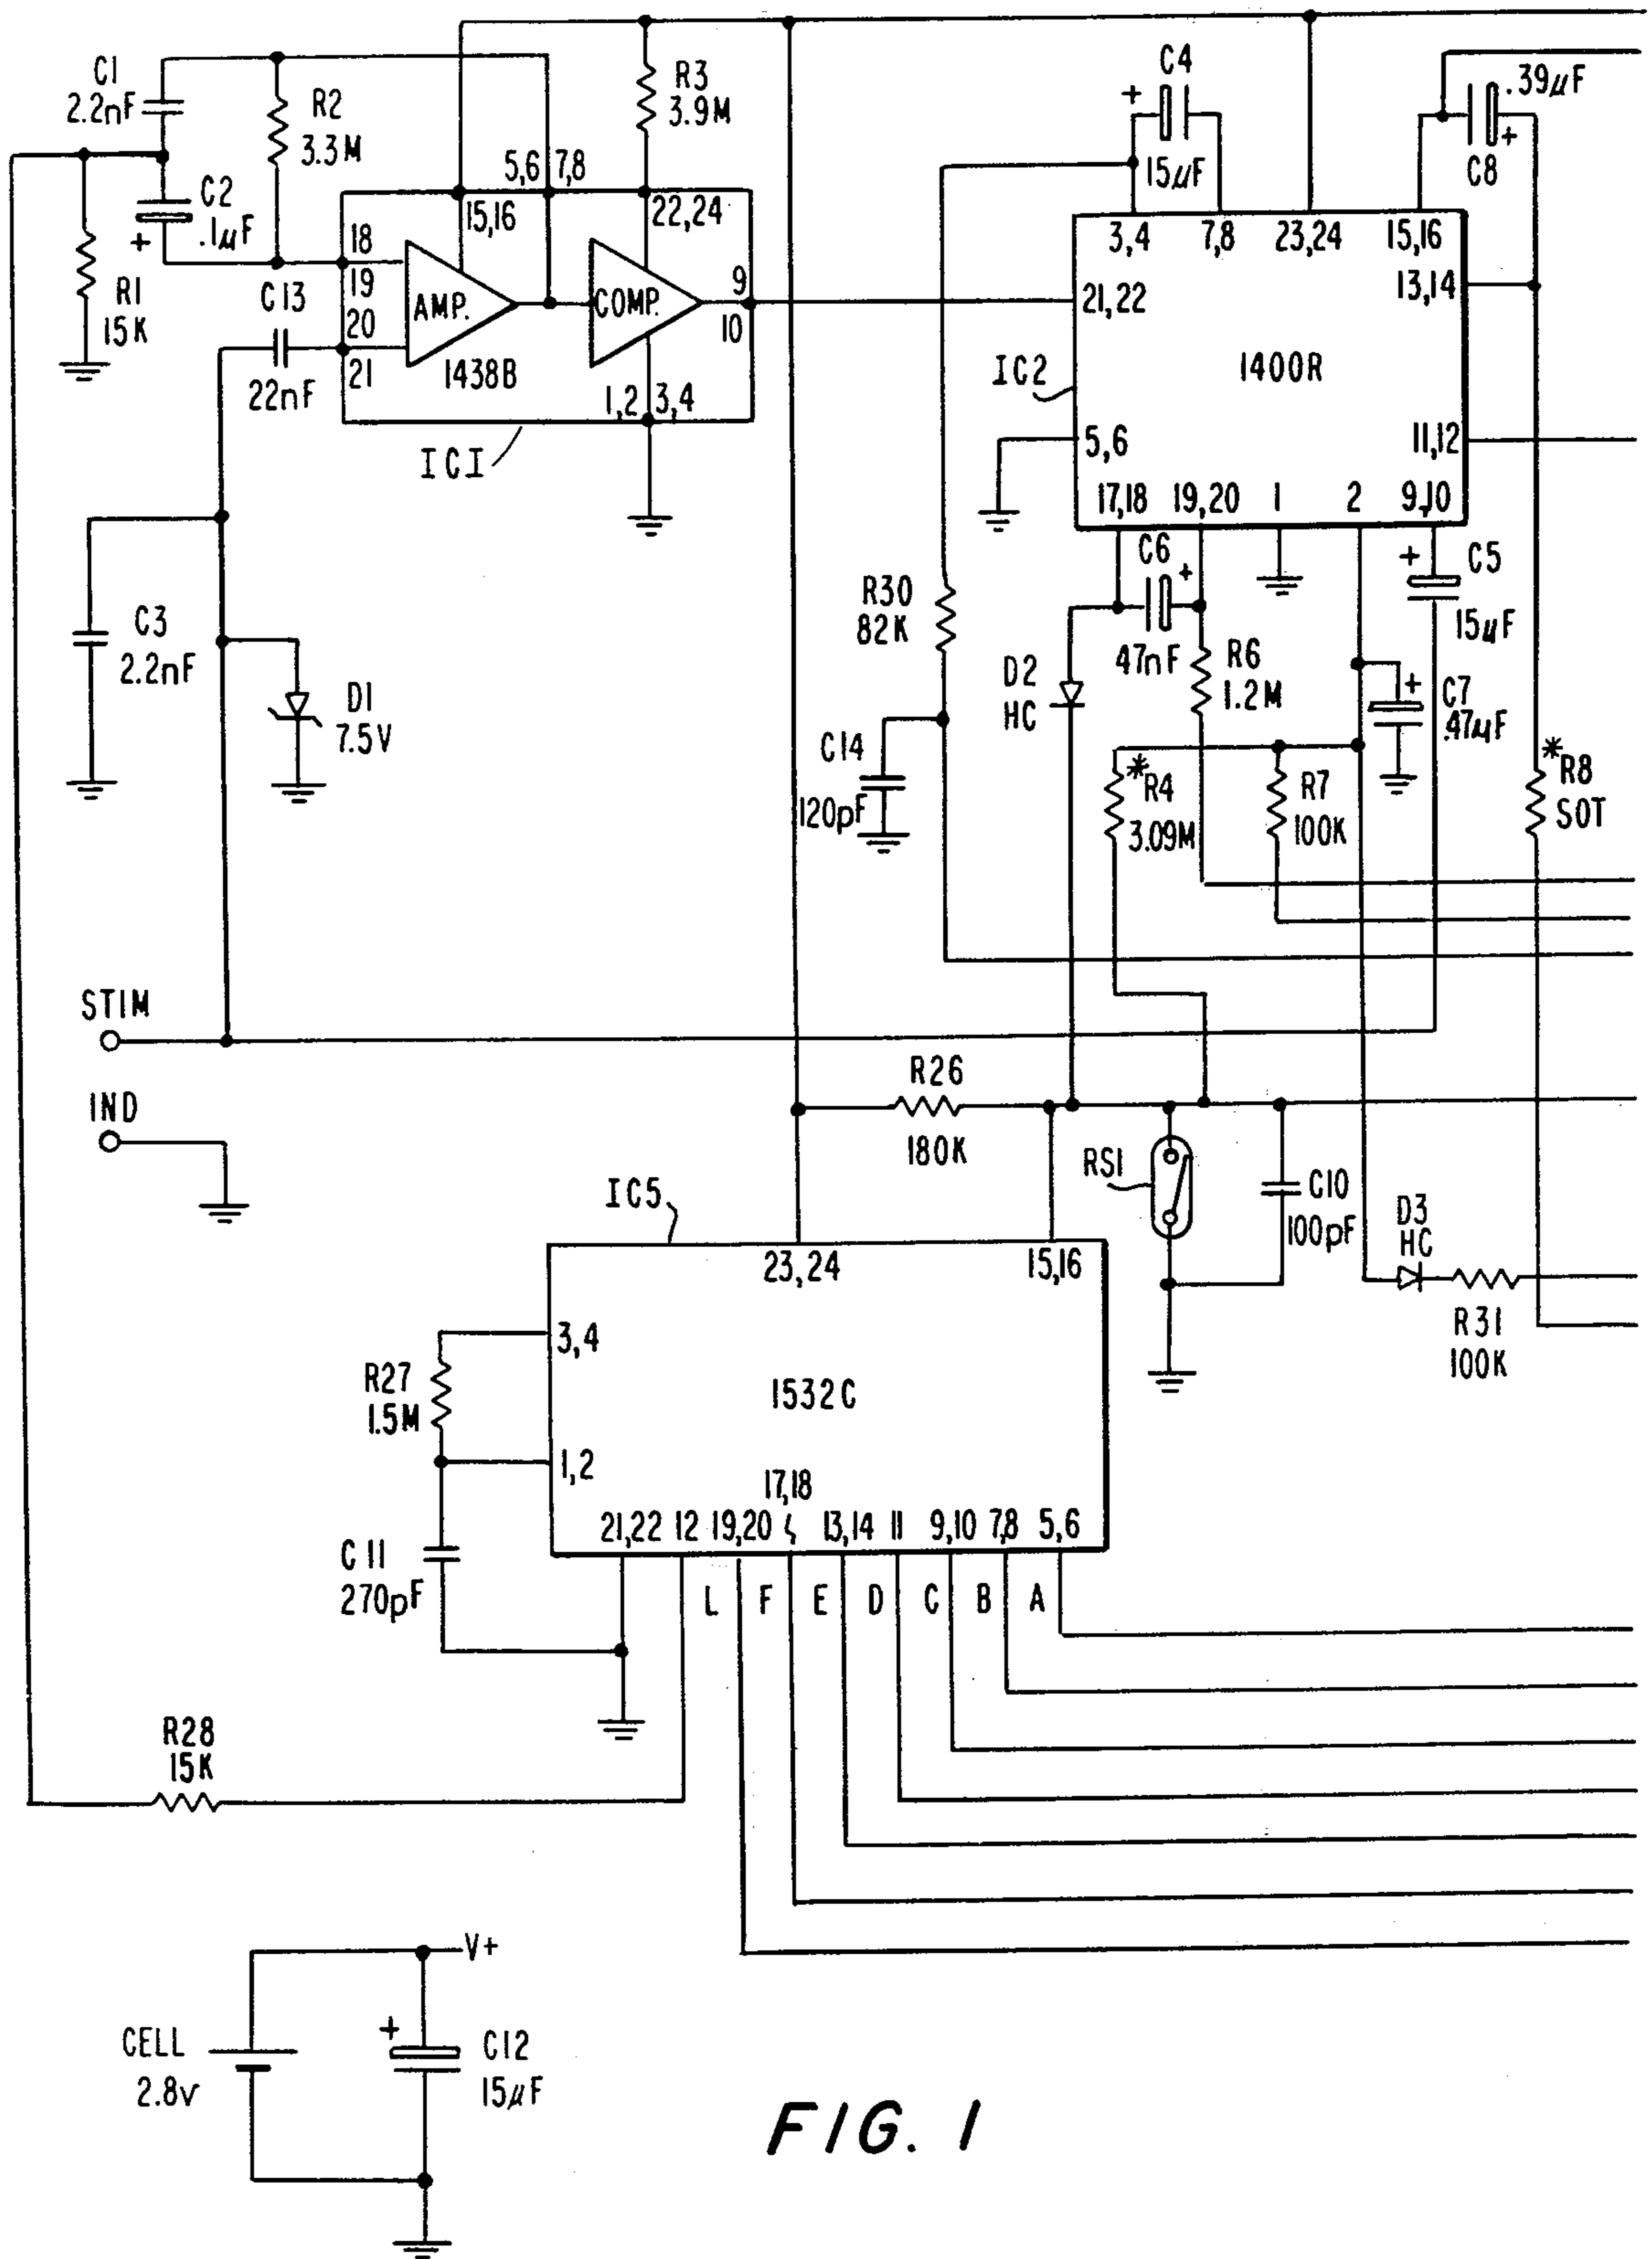 C1
2.2nF
R2
3.3M
R3
3.9M
C4
+
15μF
.39μF
+
C8
C2
.1μF
+
5,6 7,8
15,16
22,24
18
19
20
21
AMP.
COMP.
9
10
1438B
1,2 3,4
IC1
R1
15K
C13
22nF
3,4 7,8 23,24 15,16
21,22
13,14
IC2
1400R
5,6
11,12
17,18 19,20 1 2 9,10
C6
+
47nF
+
C5
15μF
R30
82K
D2
HC
R6
1.2M
+
C7
.47μF
C3
2.2nF
D1
7.5V
C14
120pF
*R4
3.09M
R7
100K
*R8
SOT
STIM
IND
R26
180K
RS1
C10
100pF
D3
HC
R31
100K
IC5
23,24
15,16
3,4
R27
1.5M
1532C
1,2
17,18
21,22 12 19,20 13,14 11 9,10 7,8 5,6
C11
270pF
L F E D C B A
R28
15K
V+
CELL
2.8v
+
C12
15μF
FIG. 1